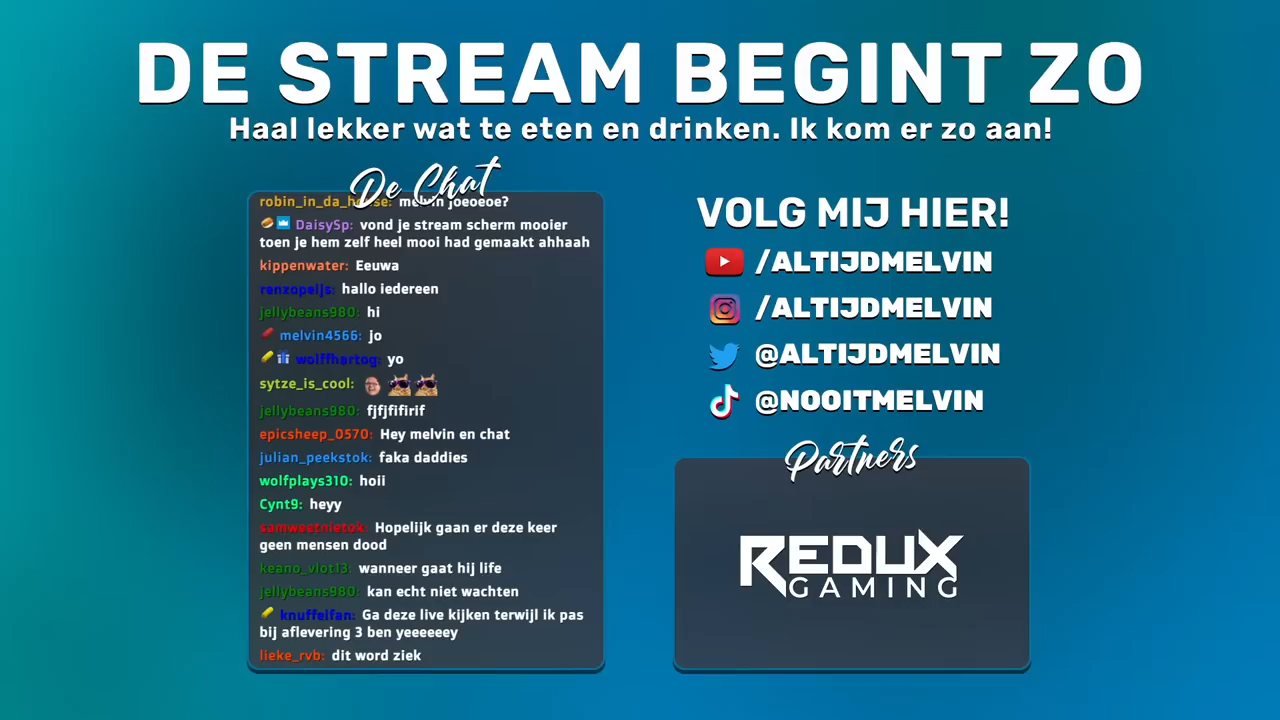 DE STREAM BEGINT ZO
Haal lekker wat te eten en drinken. Ik kom er zo aan!
De Chat
melvin joeoeoe?
DaisySp: vond je stream scherm mooier
toen je hem zelf heel mooi had gemaakt ahhaah
kippenwater: Eeuwa
renzopeijs: hallo iedereen
jellybeans980: hi
melvin4566: jo
wolffhartog: yo
sytze_is_cool:
jellybeans980: fjfjfifirif
epicsheep_0570: Hey melvin en chat
julian_peekstok: faka daddies
wolfplays310: hoii
Cynt9: heyy
samweetnietok: Hopelijk gaan er deze keer
geen mensen dood
keano_vlot13: wanneer gaat hij life
jellybeans980: kan echt niet wachten
knuffelfan: Ga deze live kijken terwijl ik pas
bij aflevering 3 ben yeeeeeey
lieke_rvb: dit word ziek
VOLG MIJ HIER!
/ALTIJDMELVIN
/ALTIJDMELVIN
@ALTIJDMELVIN
@NOOITMELVIN
Partners
REDUX
GAMING